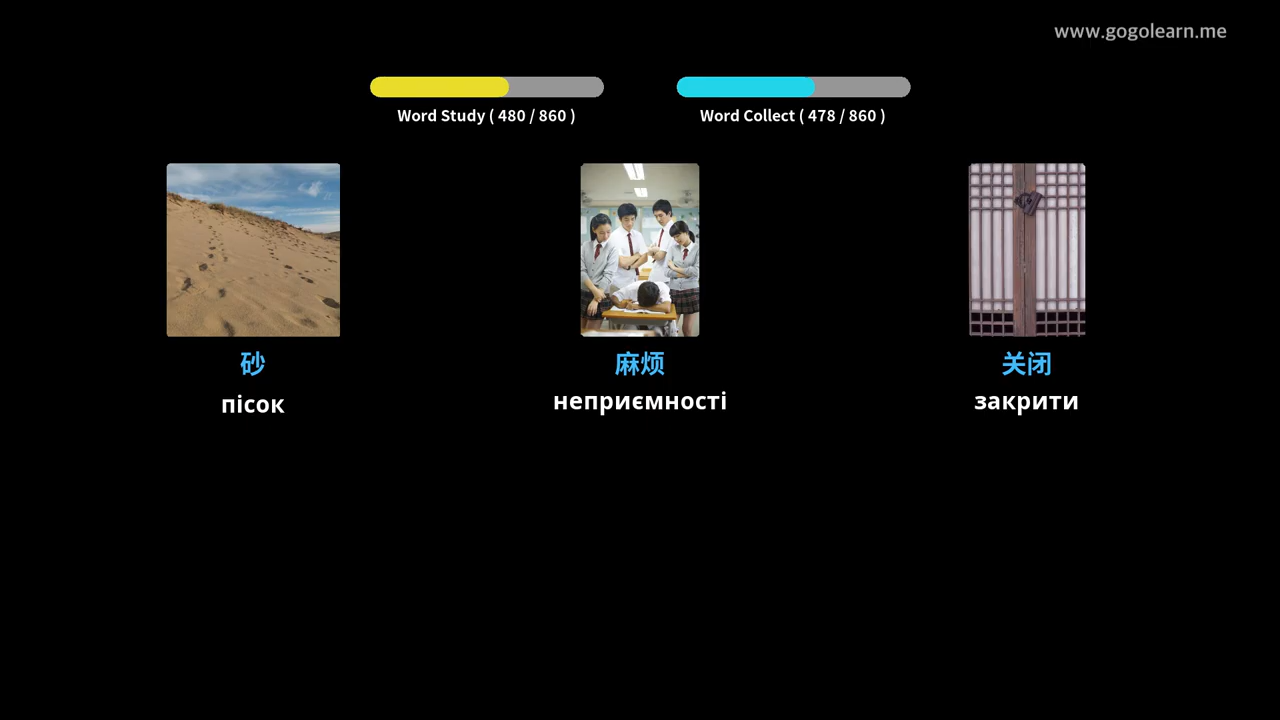 www.gogolearn.me
Word Study ( 480 / 860 )
Word Collect ( 478 / 860 )
砂
麻烦
关闭
пісок
неприємності
закрити